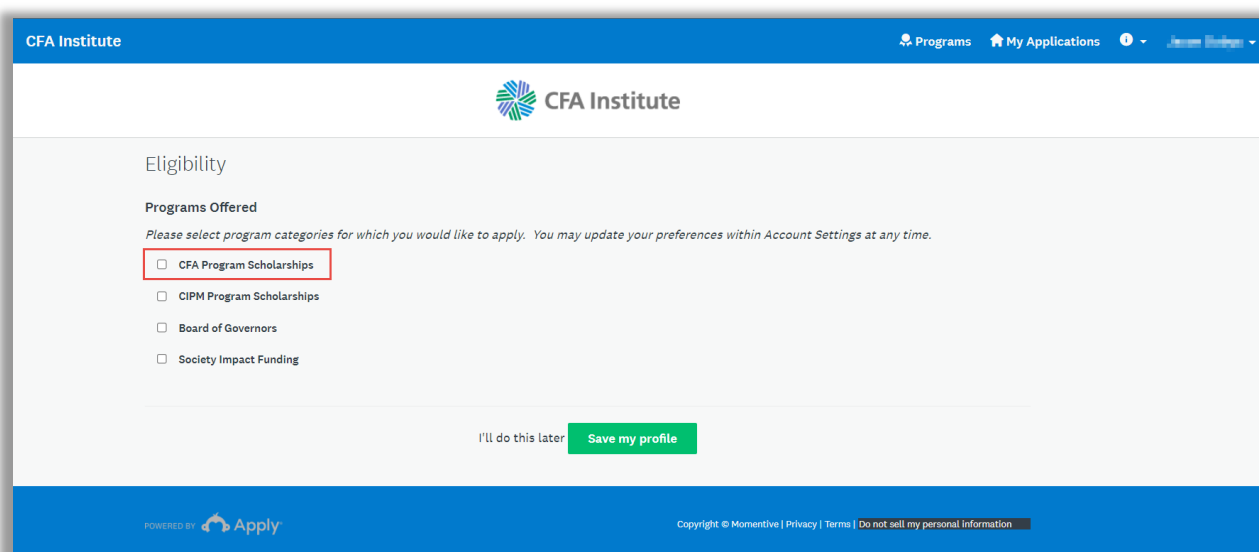 CFA Institute
Programs My Applications
CFA Institute
Eligibility
Programs Offered
Please select program categories for which you would like to apply. You may update your preferences within Account Settings at any time.
CFA Program Scholarships
CIPM Program Scholarships
Board of Governors
Society Impact Funding
I'll do this later Save my profile
POWERED BY Apply
Copyright © Momentive | Privacy | Terms | Do not sell my personal information